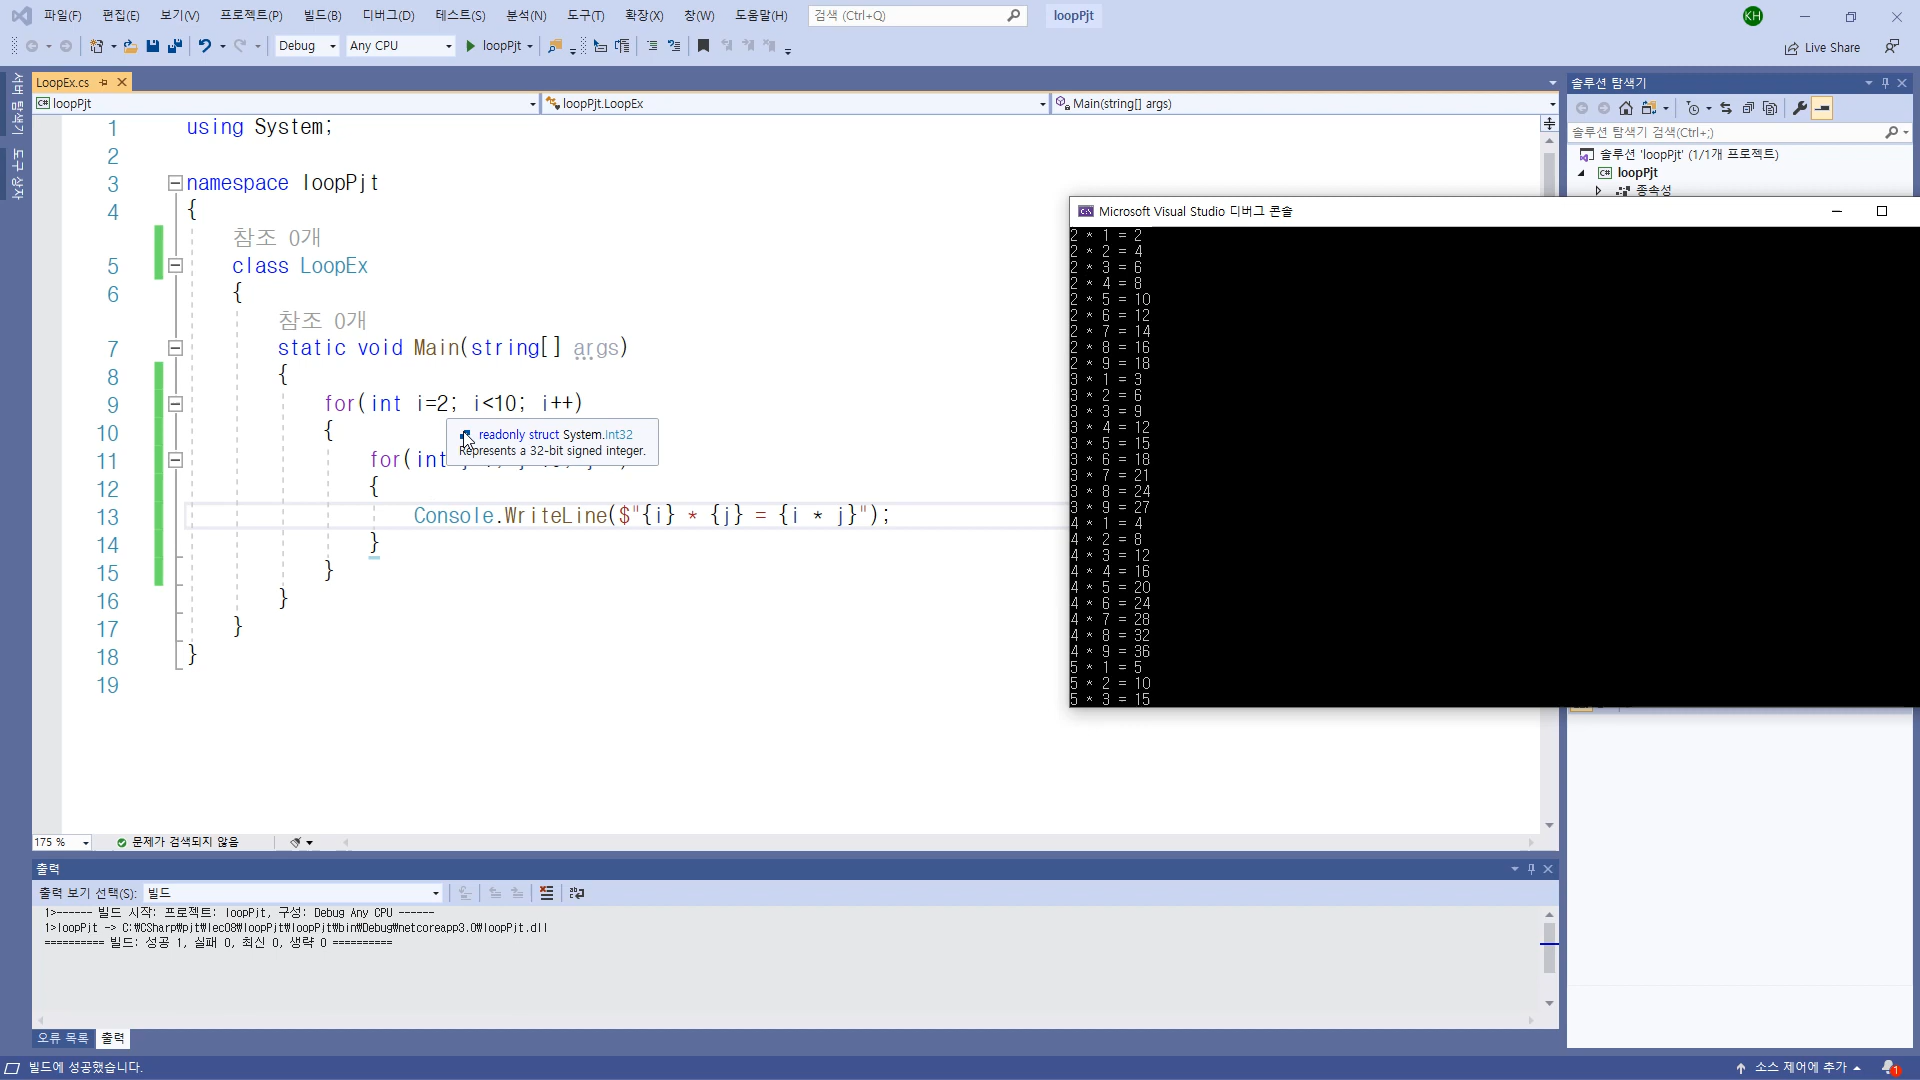 파일(F) 편집(E) 보기(V) 프로젝트(P) 빌드(B) 디버그(D) 테스트(S) 분석(N) 도구(T) 확장(X) 창(W) 도움말(H) 검색 (Ctrl+Q) loopPjt KH
Debug Any CPU loopPjt Live Share
서버 탐색기
도구 상자
LoopEx.cs
loopPjt loopPjt.LoopEx Main(string[] args)
1 using System;
2
3 namespace loopPjt
4 {
참조 0개
5 class LoopEx
6 {
참조 0개
7 static void Main(string[] args)
8 {
9 for(int i=2; i<10; i++)
10 {
readonly struct System.Int32
Represents a 32-bit signed integer.
11 for(int
12 {
13 Console.WriteLine($"{i} * {j} = {i * j}");
14 }
15 }
16 }
17 }
18 }
19
175 % 문제가 검색되지 않음
솔루션 탐색기
솔루션 탐색기 검색(Ctrl+;)
솔루션 'loopPjt' (1/1개 프로젝트)
loopPjt
종속성
Microsoft Visual Studio 디버그 콘솔
2 * 1 = 2
2 * 2 = 4
2 * 3 = 6
2 * 4 = 8
2 * 5 = 10
2 * 6 = 12
2 * 7 = 14
2 * 8 = 16
2 * 9 = 18
3 * 1 = 3
3 * 2 = 6
3 * 3 = 9
3 * 4 = 12
3 * 5 = 15
3 * 6 = 18
3 * 7 = 21
3 * 8 = 24
3 * 9 = 27
4 * 1 = 4
4 * 2 = 8
4 * 3 = 12
4 * 4 = 16
4 * 5 = 20
4 * 6 = 24
4 * 7 = 28
4 * 8 = 32
4 * 9 = 36
5 * 1 = 5
5 * 2 = 10
5 * 3 = 15
출력
출력 보기 선택(S): 빌드
1>------ 빌드 시작: 프로젝트: loopPjt, 구성: Debug Any CPU ------
1>loopPjt -> C:₩CSharp₩pjt₩lec08₩loopPjt₩loopPjt₩bin₩Debug₩netcoreapp3.0₩loopPjt.dll
========== 빌드: 성공 1, 실패 0, 최신 0, 생략 0 ==========
오류 목록 출력
빌드에 성공했습니다. 소스 제어에 추가 1